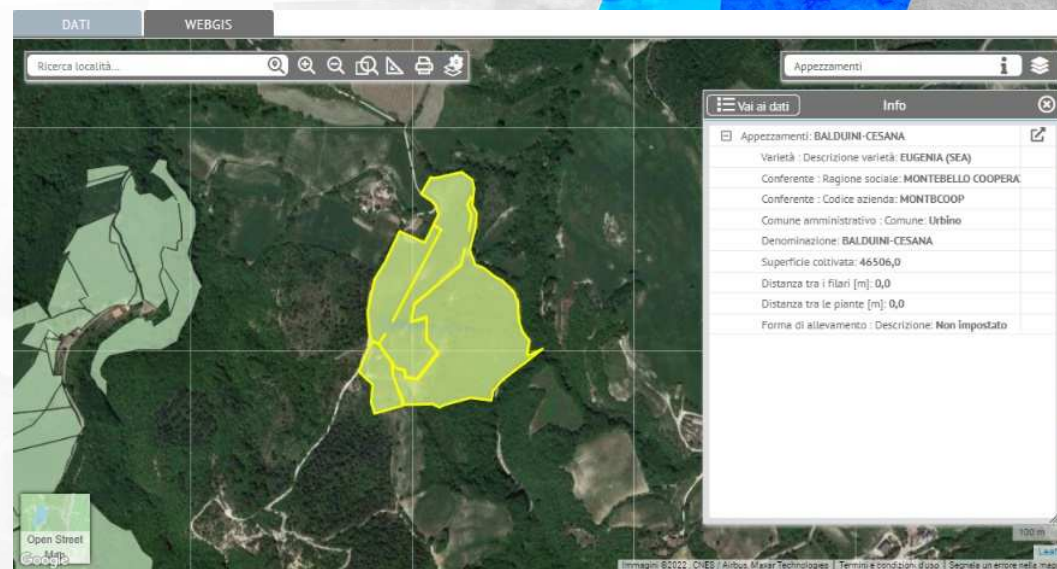 DATI
WEBGIS
Ricerca località...
Appezzamenti
Vai ai dati
Info
Appezzamenti: BALDUINI-CESANA
Varietà : Descrizione varietà: EUGENIA (SEA)
Conferente : Ragione sociale: MONTEBELLO COOPERA
Conferente : Codice azienda: MONTBCOOP
Comune amministrativo : Comune: Urbino
Denominazione: BALDUINI-CESANA
Superficie coltivata: 46506,0
Distanza tra i filari [m]: 0,0
Distanza tra le piante [m]: 0,0
Forma di allevamento : Descrizione: Non impostato
Open Street
Map
Google
100 m
Leaf
Immagini ©2022 , CNES / Airbus, Maxar Technologies | Termini e condizioni d'uso | Segnala un errore nella map